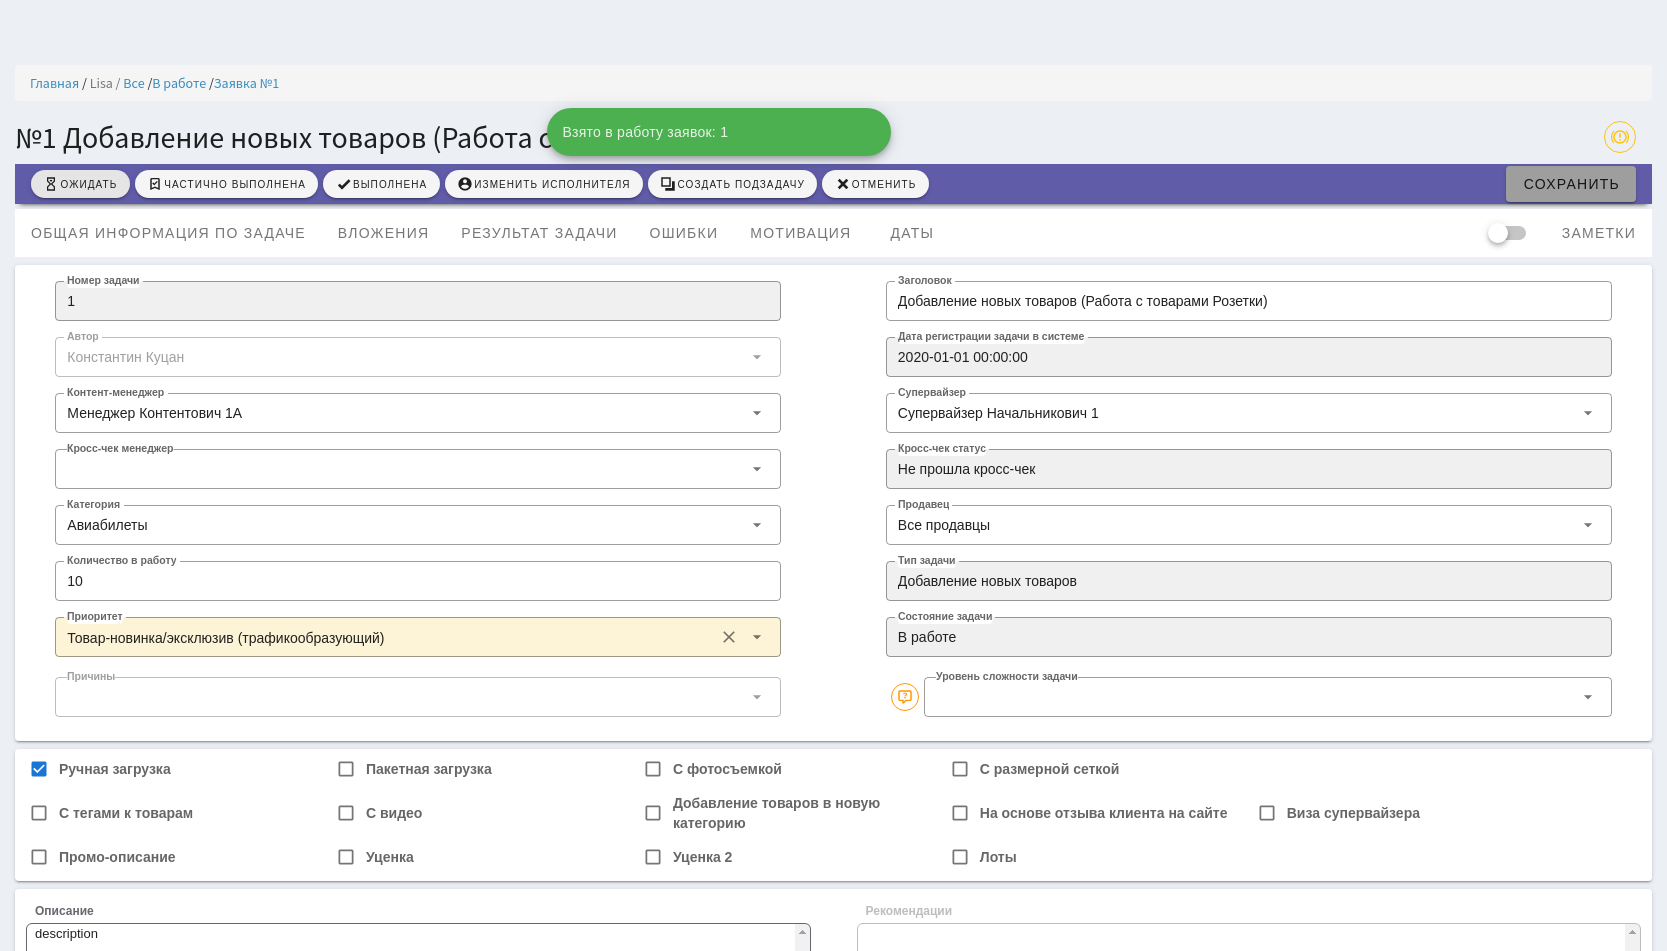 Главная / Lisa / Все /В работе /Заявка №1
№1 Добавление новых товаров (Работа с
Взято в работу заявок: 1
ОЖИДАТЬ ЧАСТИЧНО ВЫПОЛНЕНА ВЫПОЛНЕНА ИЗМЕНИТЬ ИСПОЛНИТЕЛЯ СОЗДАТЬ ПОДЗАДАЧУ ОТМЕНИТЬ СОХРАНИТЬ
ОБЩАЯ ИНФОРМАЦИЯ ПО ЗАДАЧЕ ВЛОЖЕНИЯ РЕЗУЛЬТАТ ЗАДАЧИ ОШИБКИ МОТИВАЦИЯ ДАТЫ ЗАМЕТКИ
Номер задачи Заголовок
1 Добавление новых товаров (Работа с товарами Розетки)
Автор Дата регистрации задачи в системе
Константин Куцан 2020-01-01 00:00:00
Контент-менеджер Супервайзер
Менеджер Контентович 1А Супервайзер Начальникович 1
Кросс-чек менеджер Кросс-чек статус
Не прошла кросс-чек
Категория Продавец
Авиабилеты Все продавцы
Количество в работу Тип задачи
10 Добавление новых товаров
Приоритет Состояние задачи
Товар-новинка/эксклюзив (трафикообразующий) В работе
Причины Уровень сложности задачи
Ручная загрузка Пакетная загрузка С фотосъемкой С размерной сеткой
С тегами к товарам С видео Добавление товаров в новую На основе отзыва клиента на сайте Виза супервайзера
категорию
Промо-описание Уценка Уценка 2 Лоты
Описание Рекомендации
description